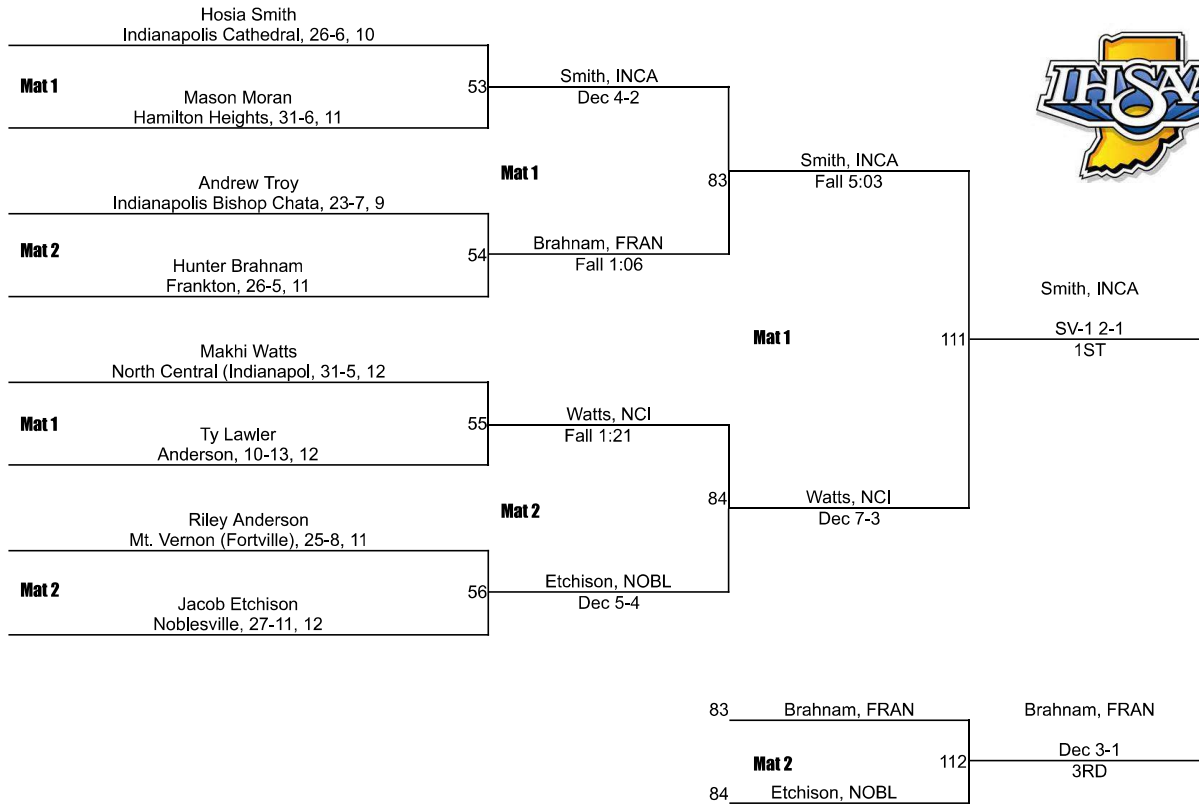 Hosia Smith
Indianapolis Cathedral, 26-6, 10
Mat 1
Mason Moran
Hamilton Heights, 31-6, 11
53
Smith, INCA
Dec 4-2
Andrew Troy
Indianapolis Bishop Chata, 23-7, 9
Mat 2
Hunter Brahnam
Frankton, 26-5, 11
54
Brahnam, FRAN
Fall 1:06
Mat 1
83
Smith, INCA
Fall 5:03
Makhi Watts
North Central (Indianapol, 31-5, 12
Mat 1
Ty Lawler
Anderson, 10-13, 12
55
Watts, NCI
Fall 1:21
Riley Anderson
Mt. Vernon (Fortville), 25-8, 11
Mat 2
Jacob Etchison
Noblesville, 27-11, 12
56
Etchison, NOBL
Dec 5-4
Mat 2
84
Watts, NCI
Dec 7-3
Mat 1
111
Smith, INCA
SV-1 2-1
1ST
IHSAA
83
Brahnam, FRAN
Mat 2
84
Etchison, NOBL
112
Brahnam, FRAN
Dec 3-1
3RD